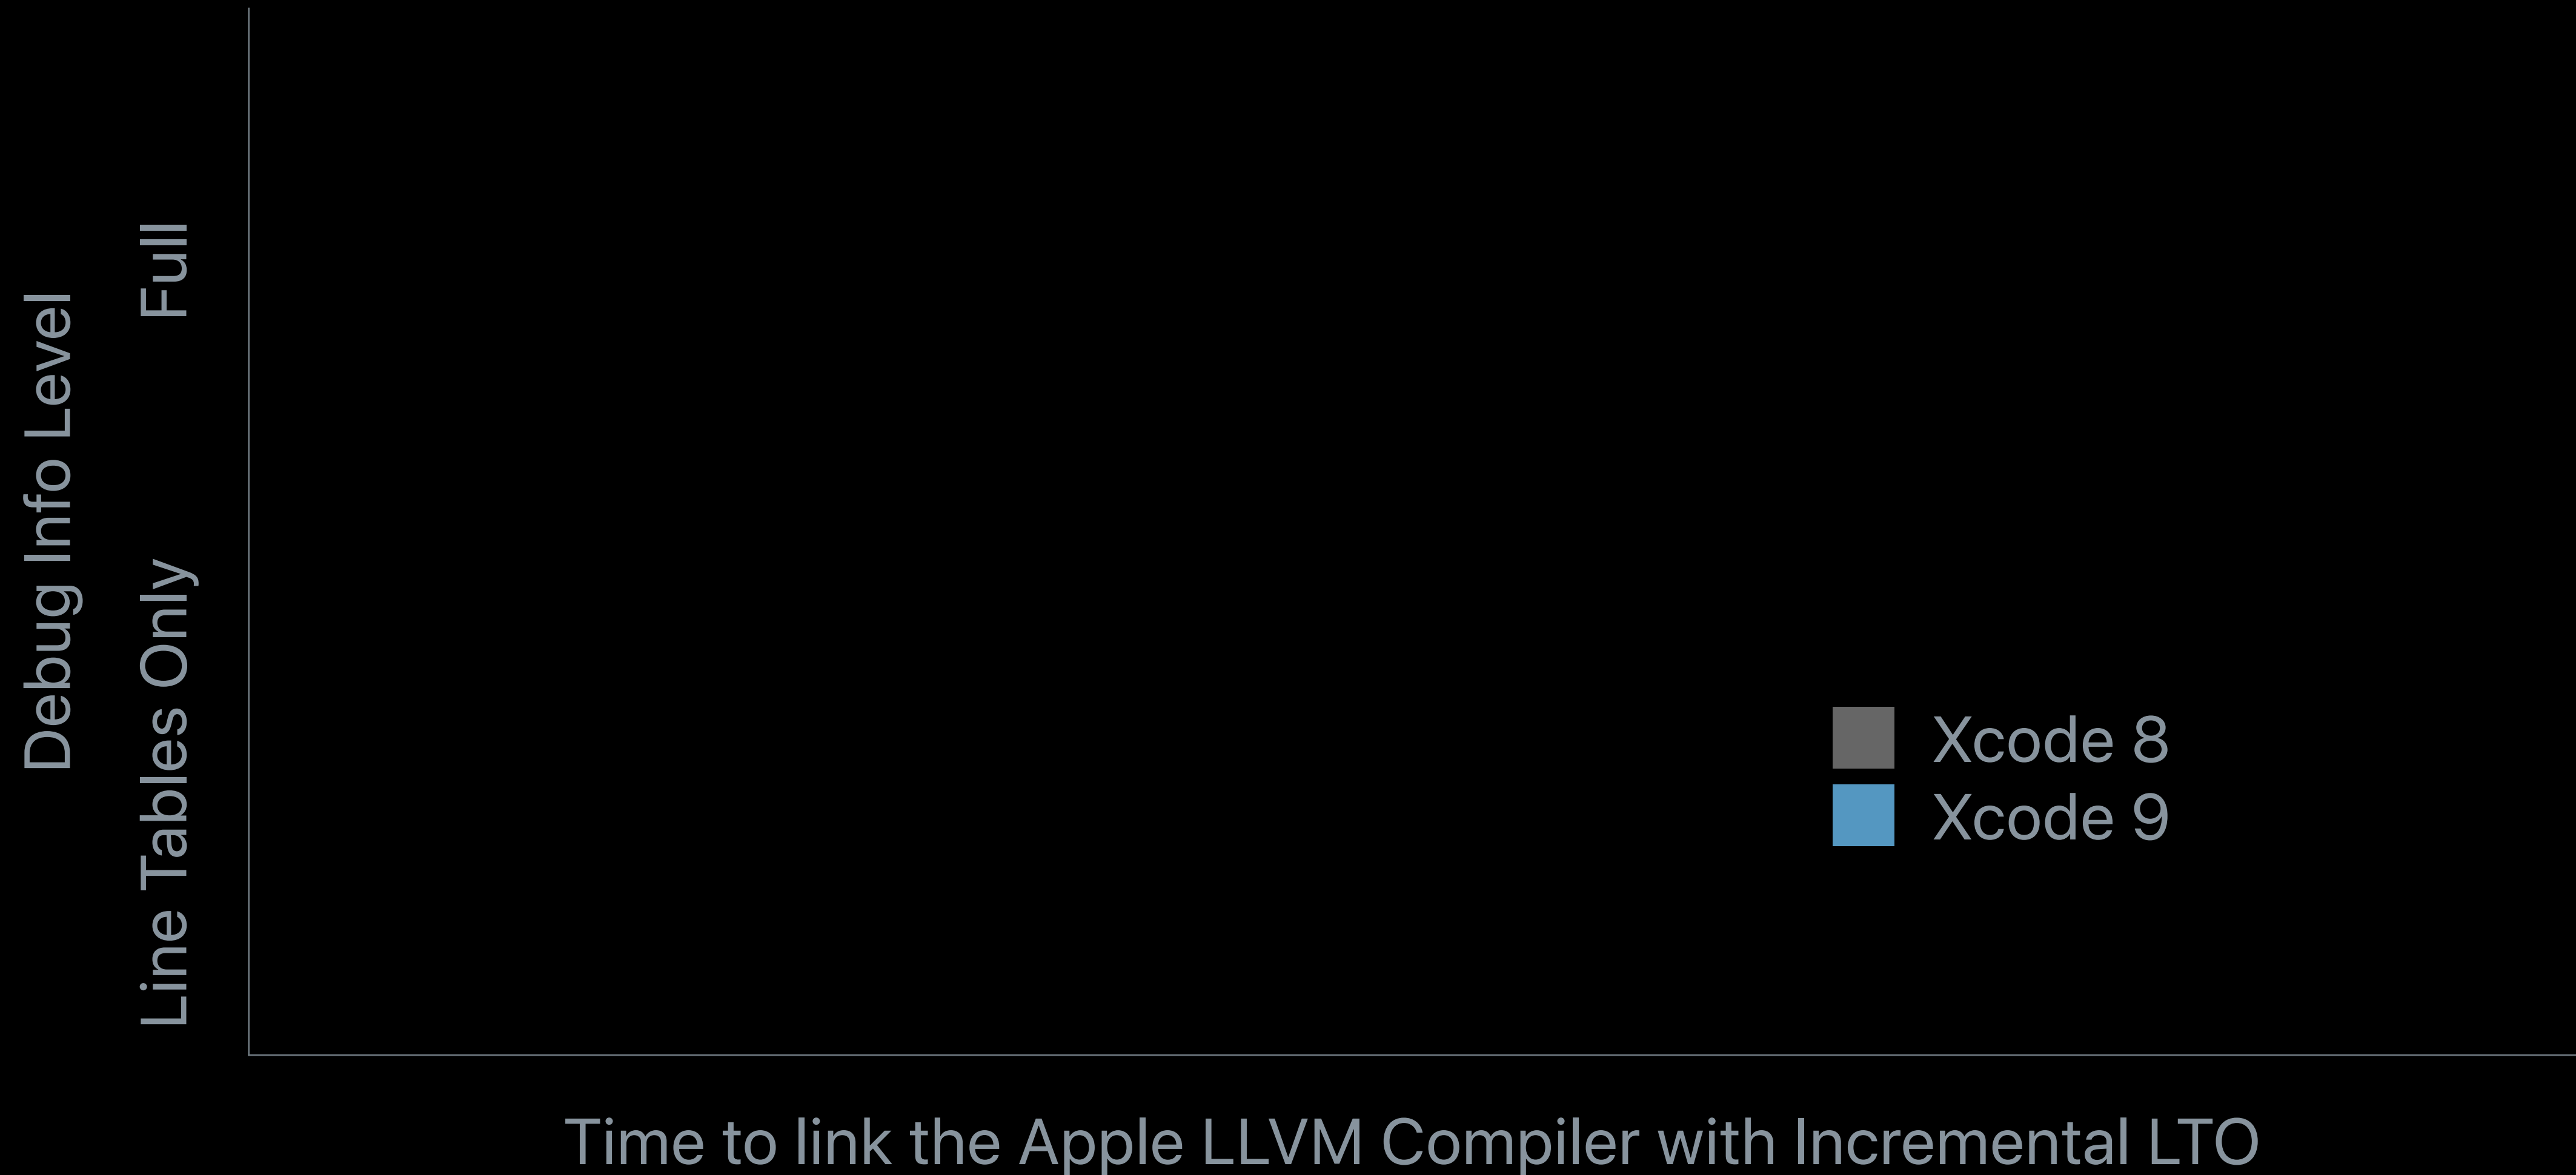 Debug Info Level
Full
Line Tables Only
Xcode 8
Xcode 9
Time to link the Apple LLVM Compiler with Incremental LTO